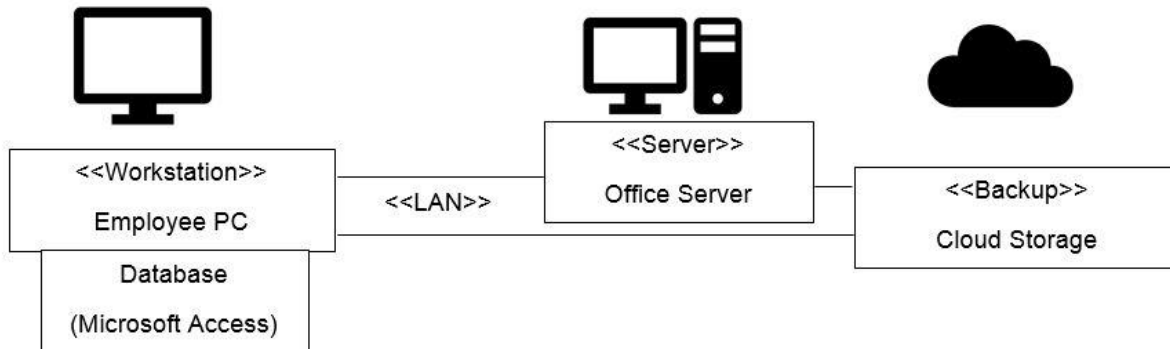 <<Workstation>>
Employee PC
Database
(Microsoft Access)
<<LAN>>
<<Server>>
Office Server
<<Backup>>
Cloud Storage